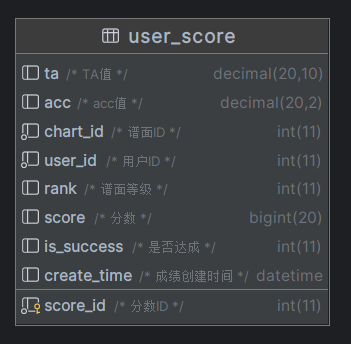 user_score
ta /* TA值 */ decimal(20,10)
acc /* acc值 */ decimal(20,2)
chart_id /* 谱面ID */ int(11)
user_id /* 用户ID */ int(11)
rank /* 谱面等级 */ int(11)
score /* 分数 */ bigint(20)
is_success /* 是否达成 */ int(11)
create_time /* 成绩创建时间 */ datetime
score_id /* 分数ID */ int(11)